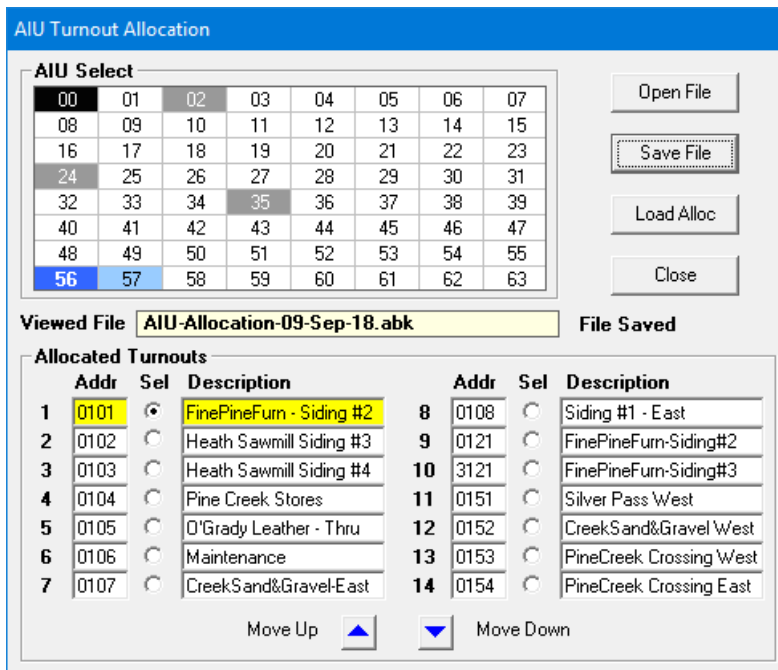 AIU Turnout Allocation
AIU Select
00 01 02 03 04 05 06 07
08 09 10 11 12 13 14 15
16 17 18 19 20 21 22 23
24 25 26 27 28 29 30 31
32 33 34 35 36 37 38 39
40 41 42 43 44 45 46 47
48 49 50 51 52 53 54 55
56 57 58 59 60 61 62 63
Open File
Save File
Load Alloc
Close
Viewed File AIU-Allocation-09-Sep-18.abk File Saved
Allocated Turnouts
Addr Sel Description
1 0101 FinePineFurn - Siding #2
2 0102 Heath Sawmill Siding #3
3 0103 Heath Sawmill Siding #4
4 0104 Pine Creek Stores
5 0105 O'Grady Leather - Thru
6 0106 Maintenance
7 0107 CreekSand&Gravel-East
Addr Sel Description
8 0108 Siding #1 - East
9 0121 FinePineFurn-Siding#2
10 3121 FinePineFurn-Siding#3
11 0151 Silver Pass West
12 0152 CreekSand&Gravel West
13 0153 PineCreek Crossing West
14 0154 PineCreek Crossing East
Move Up Move Down